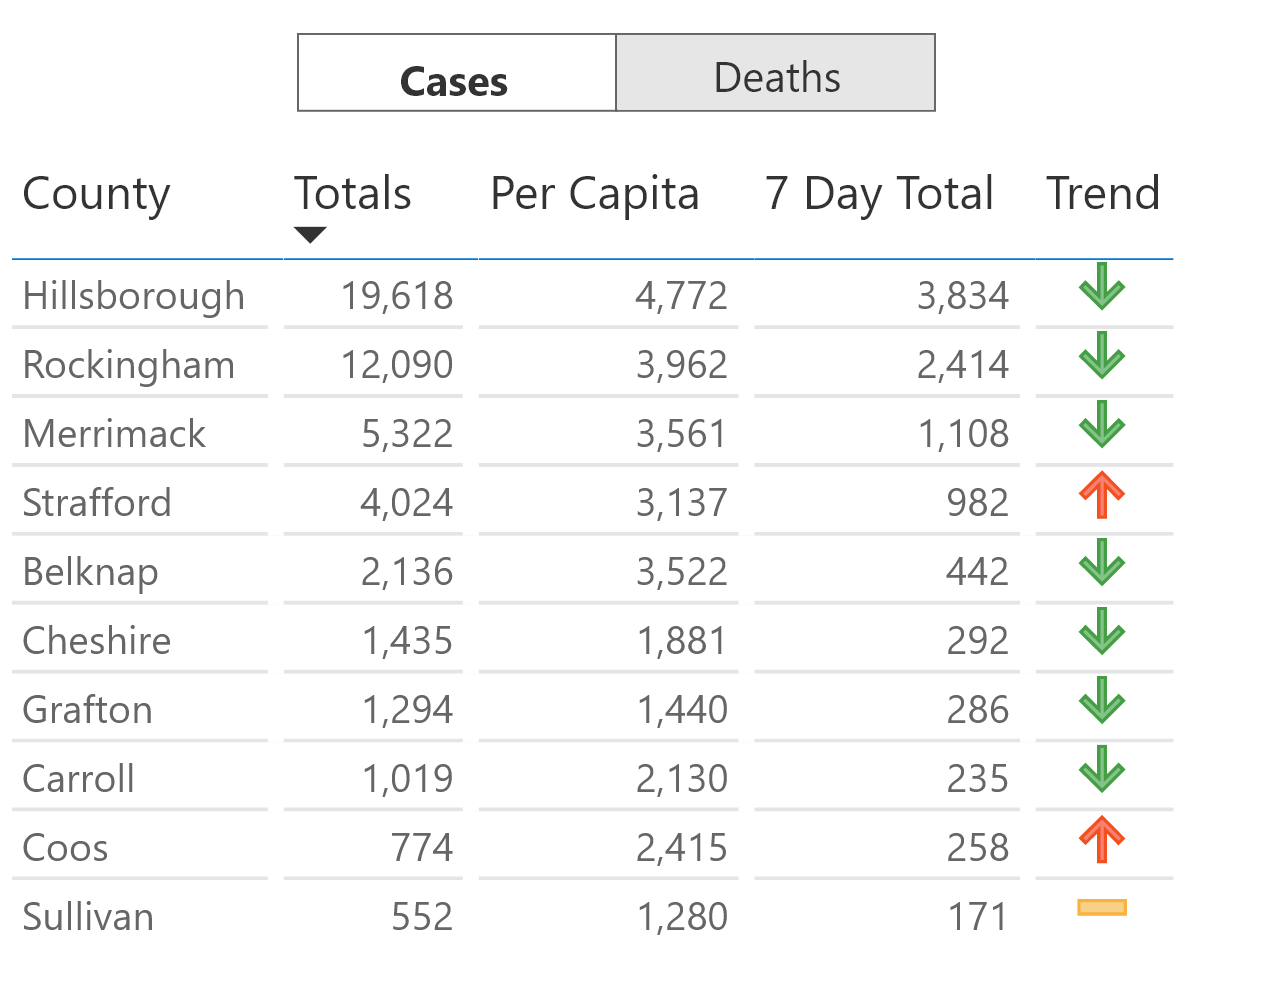 Cases Deaths
County Totals Per Capita 7 Day Total Trend
Hillsborough 19,618 4,772 3,834
Rockingham 12,090 3,962 2,414
Merrimack 5,322 3,561 1,108
Strafford 4,024 3,137 982
Belknap 2,136 3,522 442
Cheshire 1,435 1,881 292
Grafton 1,294 1,440 286
Carroll 1,019 2,130 235
Coos 774 2,415 258
Sullivan 552 1,280 171